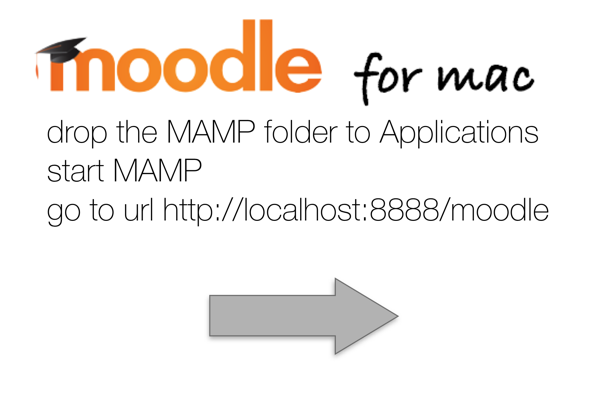 moodle for mac
drop the MAMP folder to Applications
start MAMP
go to url http://localhost:8888/moodle